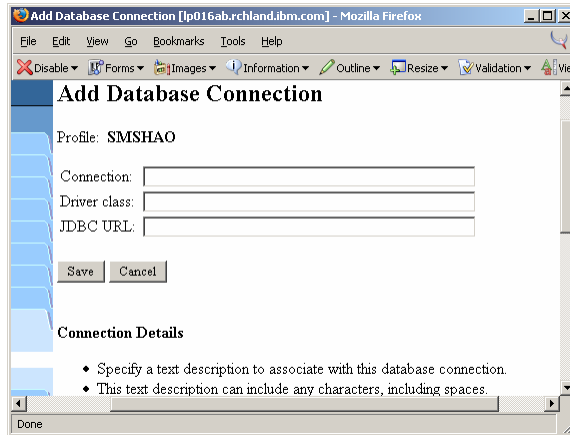 Add Database Connection [lp016ab.rchland.ibm.com] - Mozilla Firefox
File Edit View Go Bookmarks Tools Help
Disable Forms Images Information Outline Resize Validation Vie
Add Database Connection
Profile: SMSHAO
Connection:
Driver class:
JDBC URL:
Save Cancel
Connection Details
• Specify a text description to associate with this database connection.
• This text description can include any characters, including spaces.
Done